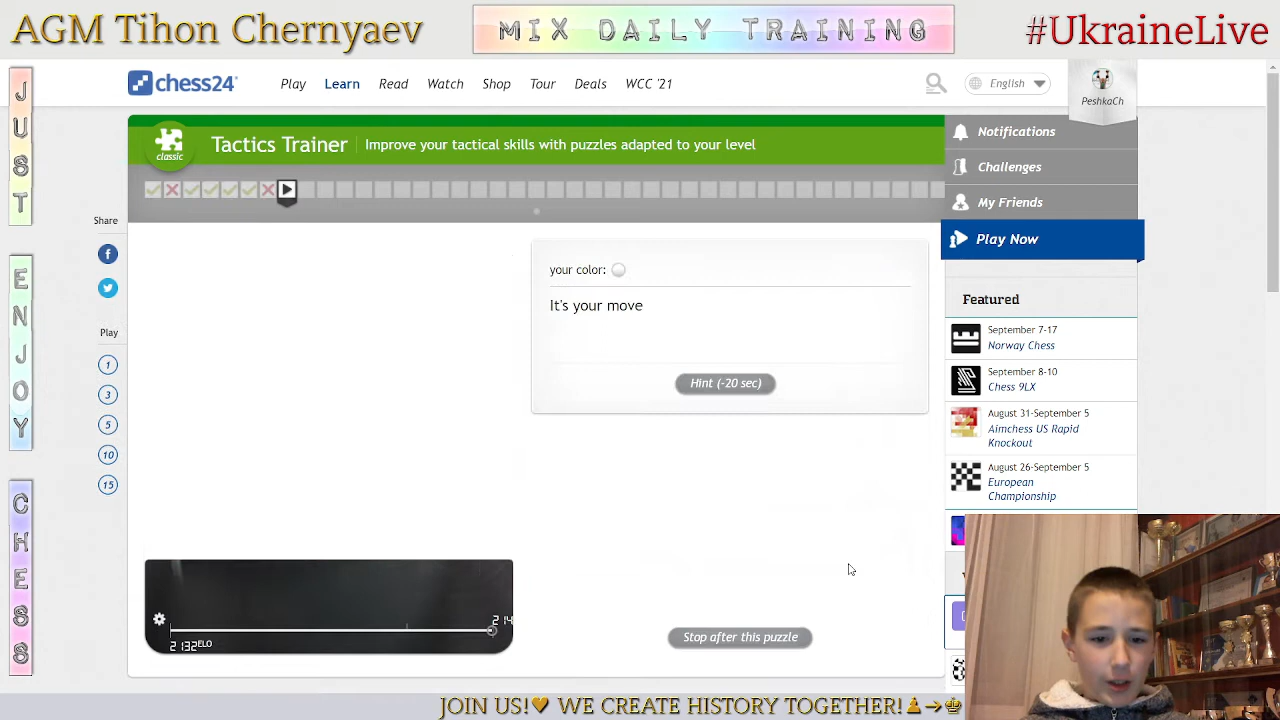 AGM Tihon Chernyaev
MIX DAILY TRAINING
#UkraineLive
JUST
ENJOY
CHESS
chess24
Play
Learn
Read
Watch
Shop
Tour
Deals
WCC '21
English
PeshkaCh
classic
Tactics Trainer
Improve your tactical skills with puzzles adapted to your level
Notifications
Challenges
My Friends
Play Now
Share
Play
1
3
5
10
15
your color:
It's your move
Hint (-20 sec)
Stop after this puzzle
2132ELO
Featured
September 7-17
Norway Chess
September 8-10
Chess 9LX
August 31-September 5
Aimchess US Rapid
Knockout
August 26-September 5
European
Championship
JOIN US! WE CREATE HISTORY TOGETHER!